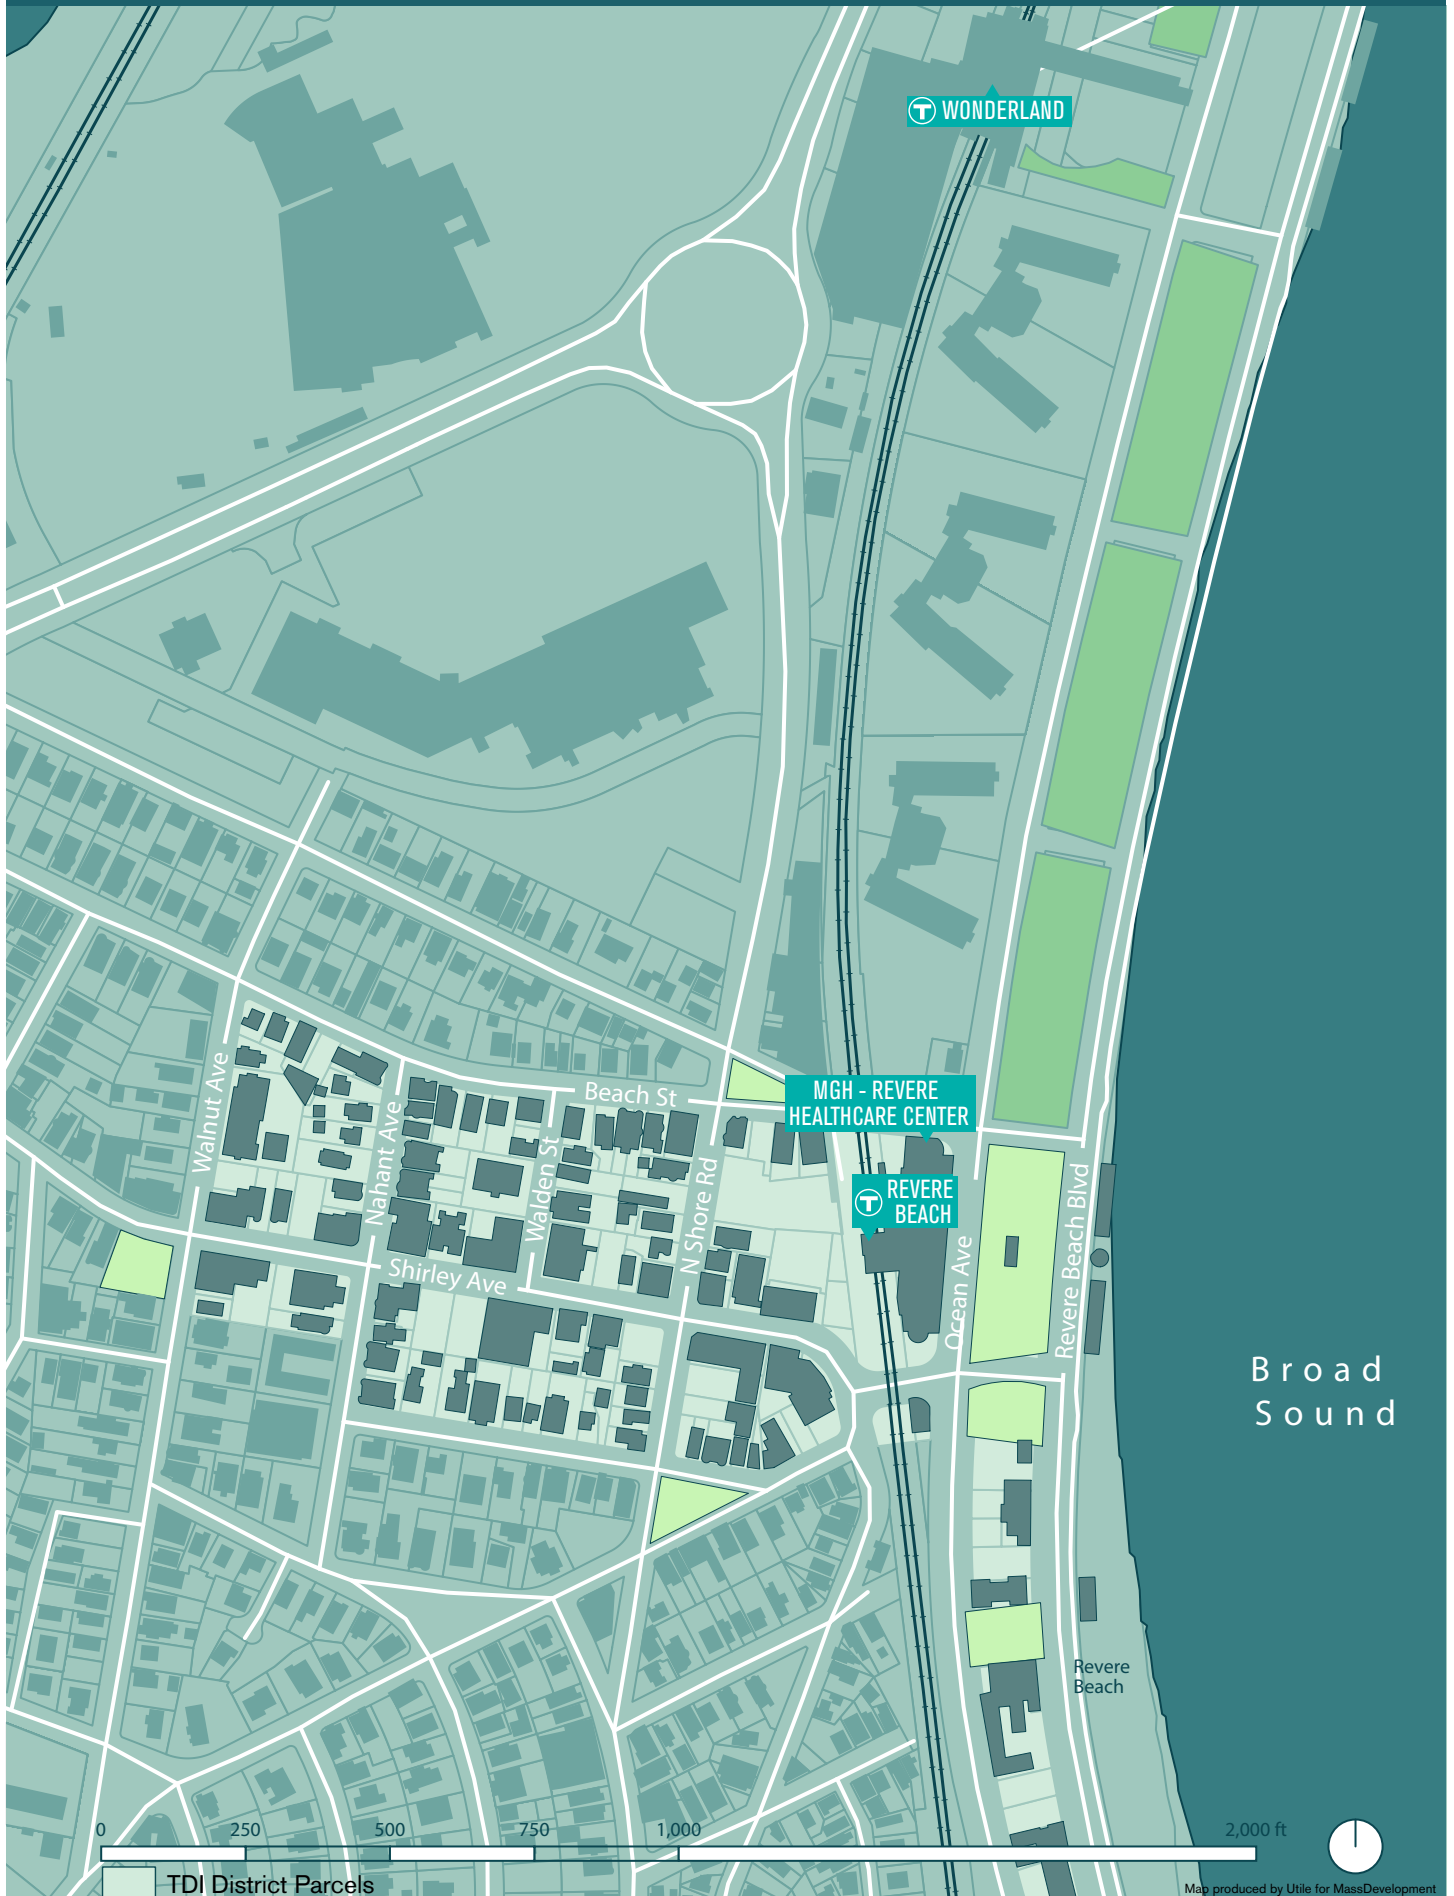 T WONDERLAND
Beach St
MGH - REVERE
HEALTHCARE CENTER
Walnut Ave
Nahant Ave
Walden St
N Shore Rd
T REVERE
BEACH
Shirley Ave
Ocean Ave
Revere Beach Blvd
Broad
Sound
Revere
Beach
0 250 500 750 1,000 2,000 ft
TDI District Parcels
Map produced by Utile for MassDevelopment